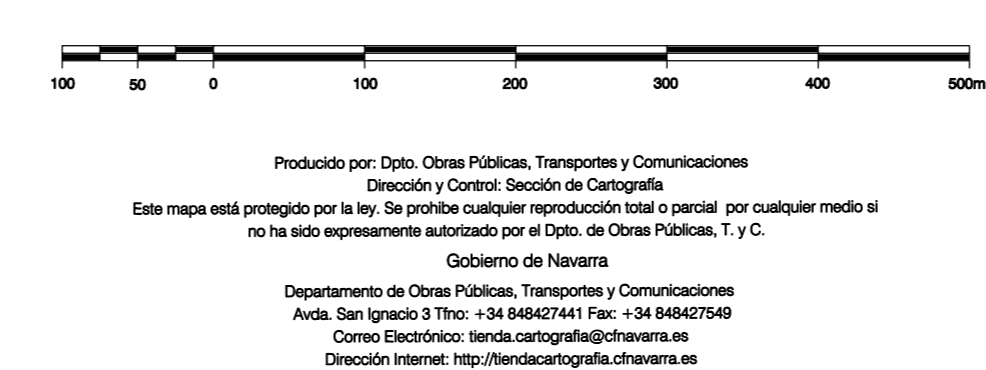 100 50 0 100 200 300 400 500m
Producido por: Dpto. Obras Públicas, Transportes y Comunicaciones
Dirección y Control: Sección de Cartografía
Este mapa está protegido por la ley. Se prohibe cualquier reproducción total o parcial por cualquier medio si
no ha sido expresamente autorizado por el Dpto. de Obras Públicas, T. y C.
Gobierno de Navarra
Departamento de Obras Públicas, Transportes y Comunicaciones
Avda. San Ignacio 3 Tfno: +34 848427441 Fax: +34 848427549
Correo Electrónico: tienda.cartografia@cfnavarra.es
Dirección Internet: http://tiendacartografia.cfnavarra.es